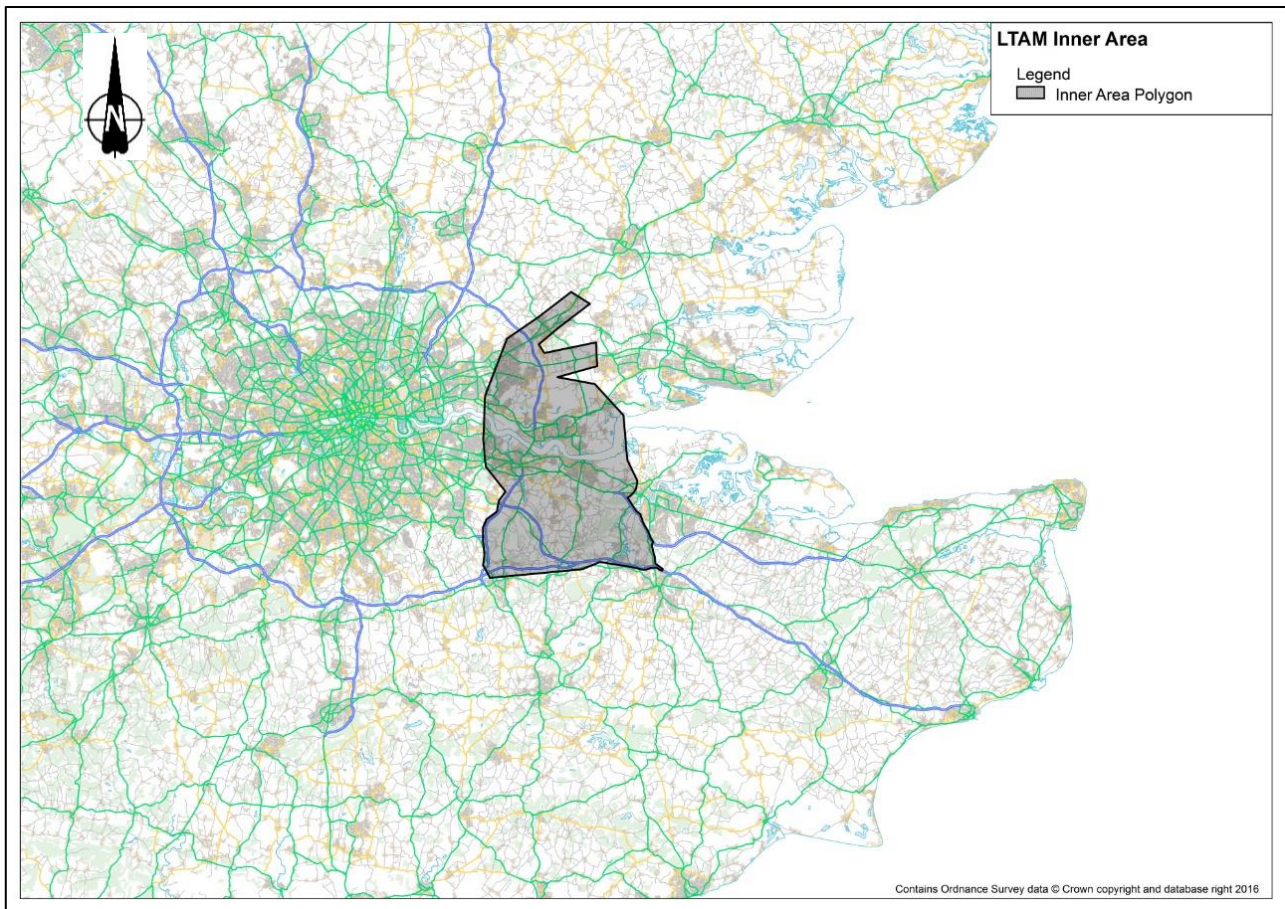 LTAM Inner Area
Legend
Inner Area Polygon
N
Contains Ordnance Survey data © Crown copyright and database right 2016